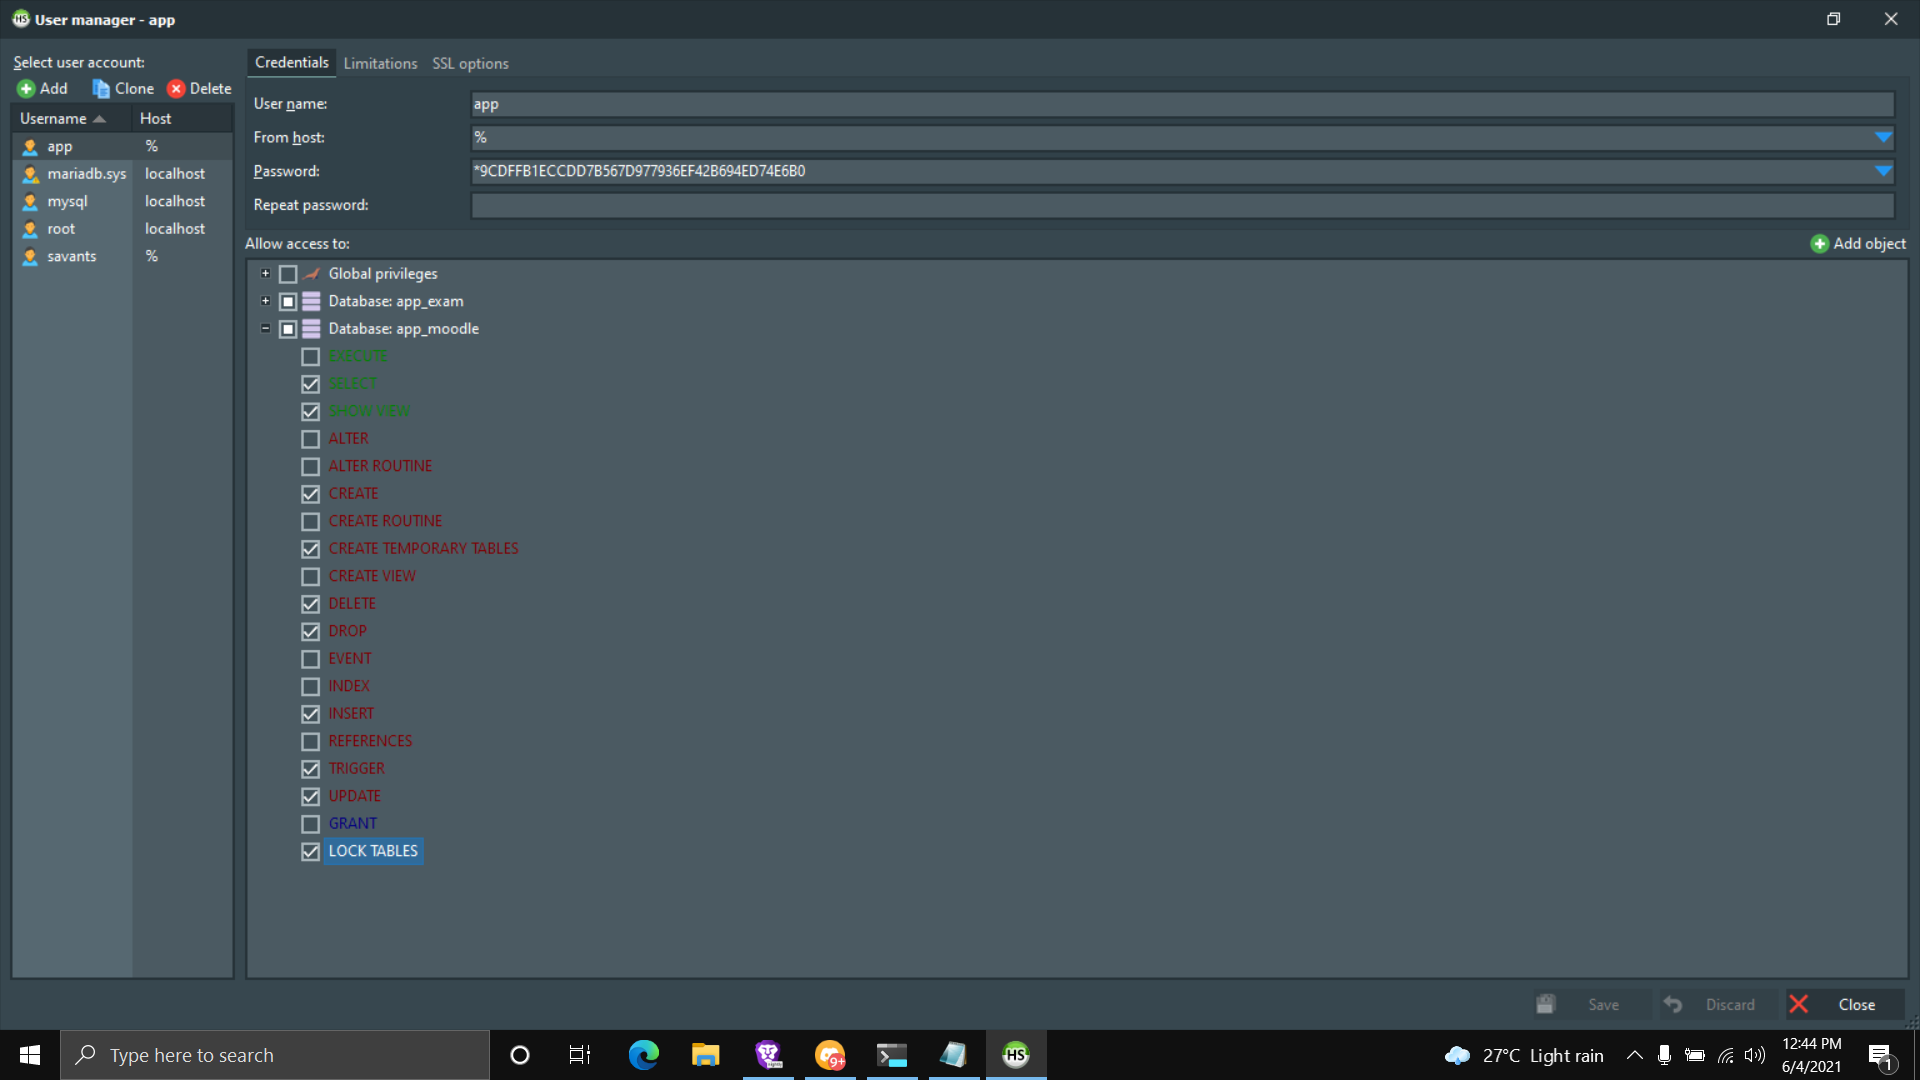 HS User manager - app
Select user account:
Add Clone Delete
Username Host
app %
mariadb.sys localhost
mysql localhost
root localhost
savants %
Credentials Limitations SSL options
User name: app
From host: %
Password: *9CDFFB1ECCDD7B567D977936EF42B694ED74E6B0
Repeat password:
Allow access to: Add object
Global privileges
Database: app_exam
Database: app_moodle
EXECUTE
SELECT
SHOW VIEW
ALTER
ALTER ROUTINE
CREATE
CREATE ROUTINE
CREATE TEMPORARY TABLES
CREATE VIEW
DELETE
DROP
EVENT
INDEX
INSERT
REFERENCES
TRIGGER
UPDATE
GRANT
LOCK TABLES
Save Discard Close
Type here to search
9+
HS
27°C Light rain
12:44 PM
6/4/2021
1